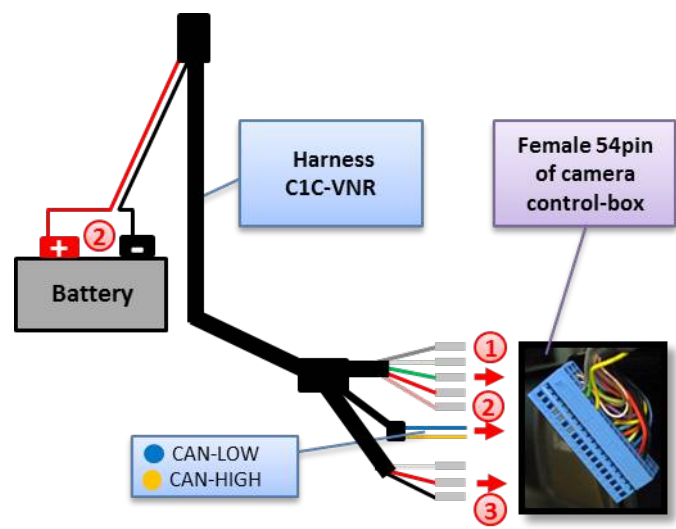 Harness
C1C-VNR
Female 54pin
of camera
control-box
2
+
-
Battery
1
2
CAN-LOW
CAN-HIGH
3